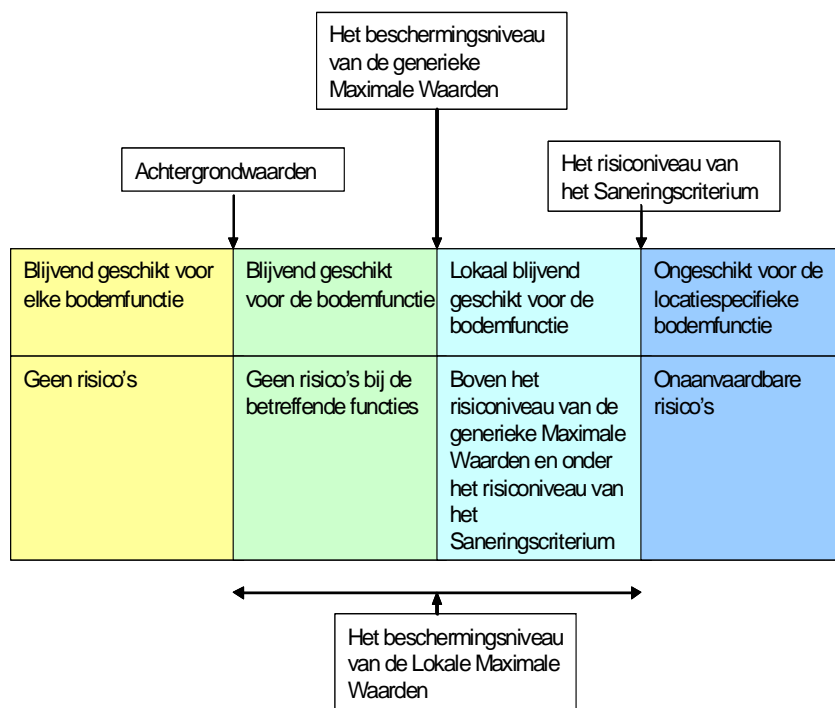 Het beschermingsniveau
van de generieke
Maximale Waarden
Achtergrondwaarden
Het risiconiveau van
het Saneringscriterium
Blijvend geschikt voor
elke bodemfunctie
Blijvend geschikt
voor de bodemfunctie
Lokaal blijvend
geschikt voor de
bodemfunctie
Ongeschikt voor de
locatiespecifieke
bodemfunctie
Geen risico's
Geen risico's bij de
betreffende functies
Boven het
risiconiveau van de
generieke Maximale
Waarden en onder
het risiconiveau van
het
Saneringscriterium
Onaanvaardbare
risico's
Het beschermingsniveau
van de Lokale Maximale
Waarden